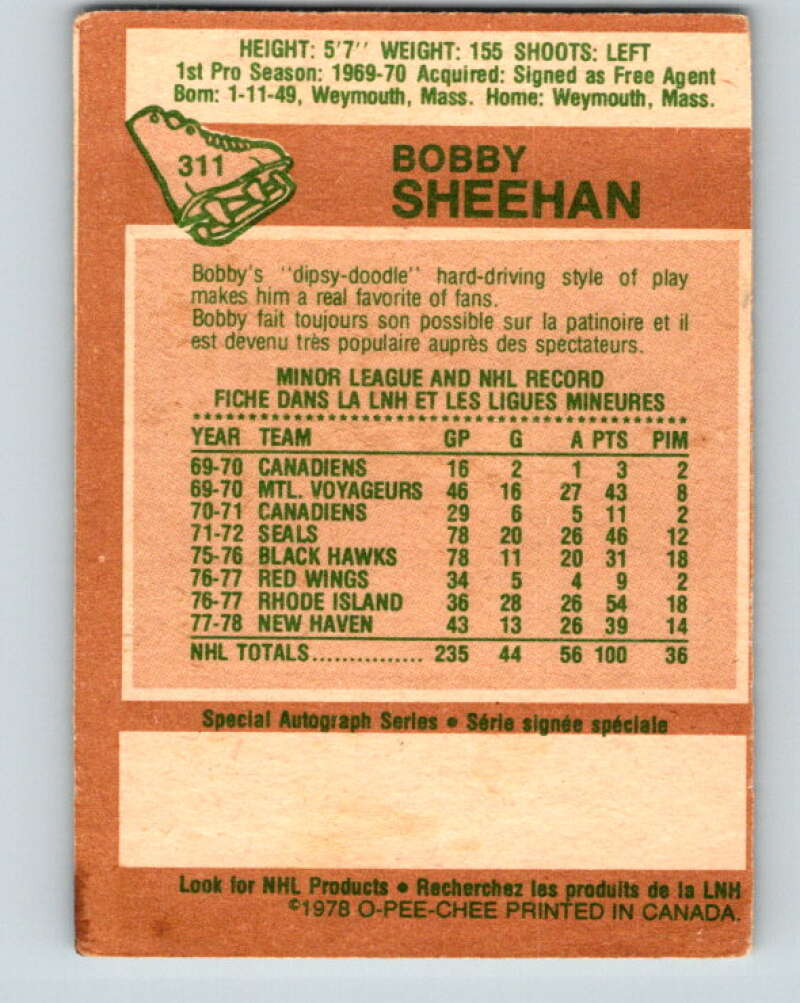 HEIGHT: 5'7'' WEIGHT: 155 SHOOTS: LEFT
1st Pro Season: 1969-70 Acquired: Signed as Free Agent
Born: 1-11-49, Weymouth, Mass. Home: Weymouth, Mass.
311
BOBBY
SHEEHAN
Bobby's ''dipsy-doodle'' hard-driving style of play
makes him a real favorite of fans.
Bobby fait toujours son possible sur la patinoire et il
est devenu très populaire auprès des spectateurs.
MINOR LEAGUE AND NHL RECORD
FICHE DANS LA LNH ET LES LIGUES MINEURES
YEAR TEAM GP G A PTS PIM
69-70 CANADIENS 16 2 1 3 2
69-70 MTL. VOYAGEURS 46 16 27 43 8
70-71 CANADIENS 29 6 5 11 2
71-72 SEALS 78 20 26 46 12
75-76 BLACK HAWKS 78 11 20 31 18
76-77 RED WINGS 34 5 4 9 2
76-77 RHODE ISLAND 36 28 26 54 18
77-78 NEW HAVEN 43 13 26 39 14
NHL TOTALS............... 235 44 56 100 36
Special Autograph Series • Série signée spéciale
Look for NHL Products • Recherchez les produits de la LNH
©1978 O-PEE-CHEE PRINTED IN CANADA.